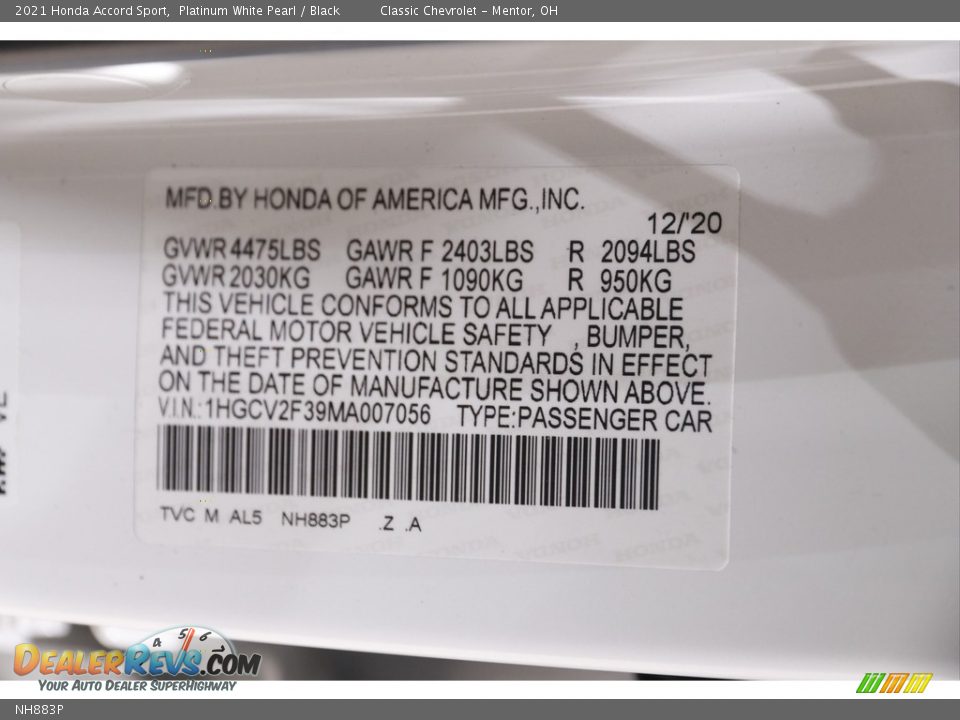 2021 Honda Accord Sport, Platinum White Pearl / Black Classic Chevrolet – Mentor, OH
MFD.BY HONDA OF AMERICA MFG.,INC.
12/'20
GVWR 4475LBS GAWR F 2403LBS R 2094LBS
GVWR 2030KG GAWR F 1090KG R 950KG
THIS VEHICLE CONFORMS TO ALL APPLICABLE
FEDERAL MOTOR VEHICLE SAFETY , BUMPER,
AND THEFT PREVENTION STANDARDS IN EFFECT
ON THE DATE OF MANUFACTURE SHOWN ABOVE.
V.I.N.:1HGCV2F39MA007056 TYPE:PASSENGER CAR
TVC M AL5 NH883P .Z .A
4 5 6
DEALERREVS.COM
YOUR AUTO DEALER SUPERHIGHWAY
NH883P